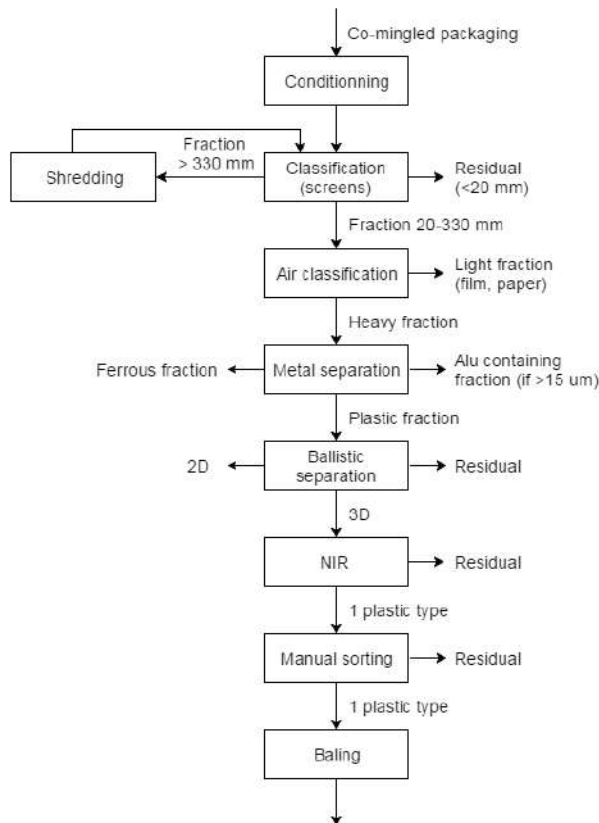 Co-mingled packaging
Conditionning
Fraction
> 330 mm
Shredding
Classification
(screens)
Residual
(<20 mm)
Fraction 20-330 mm
Air classification
Light fraction
(film, paper)
Heavy fraction
Ferrous fraction
Metal separation
Alu containing
fraction (if >15 um)
Plastic fraction
2D
Ballistic
separation
Residual
3D
NIR
Residual
1 plastic type
Manual sorting
Residual
1 plastic type
Baling